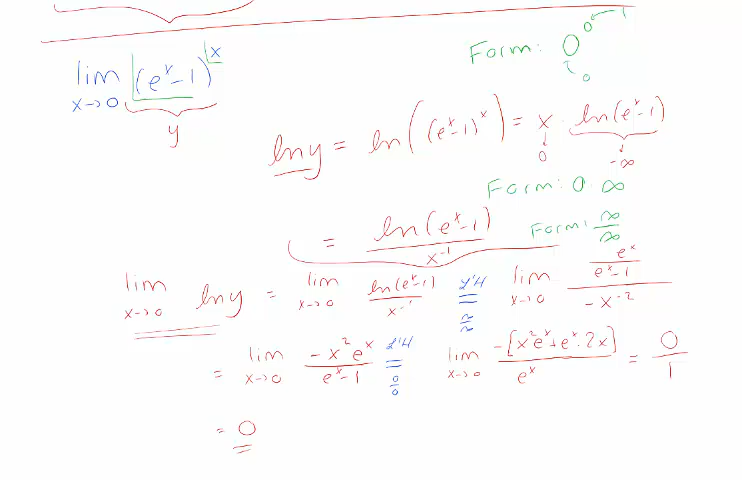 Form: 0^0
lim x→0 (e^x-1)^x
y
ln y = ln((e^x-1)^x) = x · ln(e^x-1)
0 -∞
Form: 0·∞
= ln(e^x-1)/x^-1 Form: ∞/∞
lim x→0 ln y = lim x→0 ln(e^x-1)/x^-1 L'H = ∞/∞ lim x→0 (e^x/(e^x-1))/(-x^-2)
= lim x→0 -x^2e^x/(e^x-1) L'H = 0/0 lim x→0 -[x^2e^x+e^x·2x]/e^x = 0/1
= 0